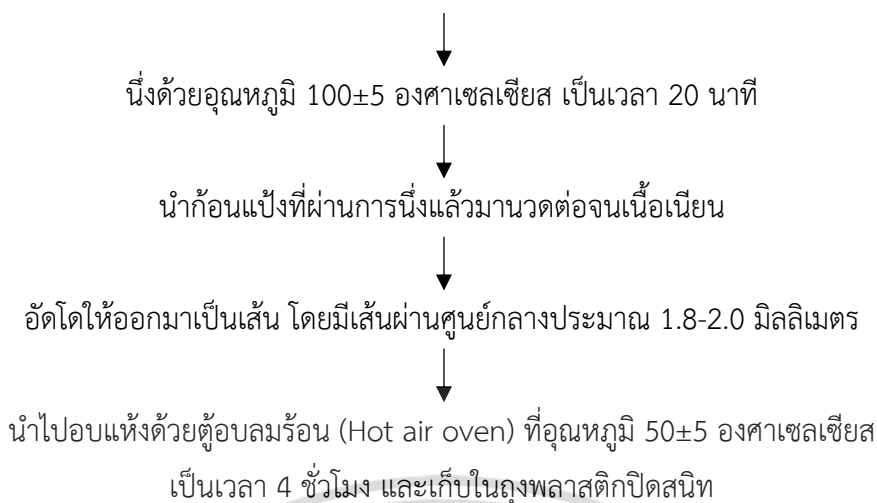 นึ่งด้วยอุณหภูมิ 100±5 องศาเซลเซียส เป็นเวลา 20 นาที
นำก้อนแป้งที่ผ่านการนึ่งแล้วมานวดต่อจนเนื้อเนียน
อัดโดให้ออกมาเป็นเส้น โดยมีเส้นผ่านศูนย์กลางประมาณ 1.8-2.0 มิลลิเมตร
นำไปอบแห้งด้วยตู้อบลมร้อน (Hot air oven) ที่อุณหภูมิ 50±5 องศาเซลเซียส
เป็นเวลา 4 ชั่วโมง และเก็บในถุงพลาสติกปิดสนิท